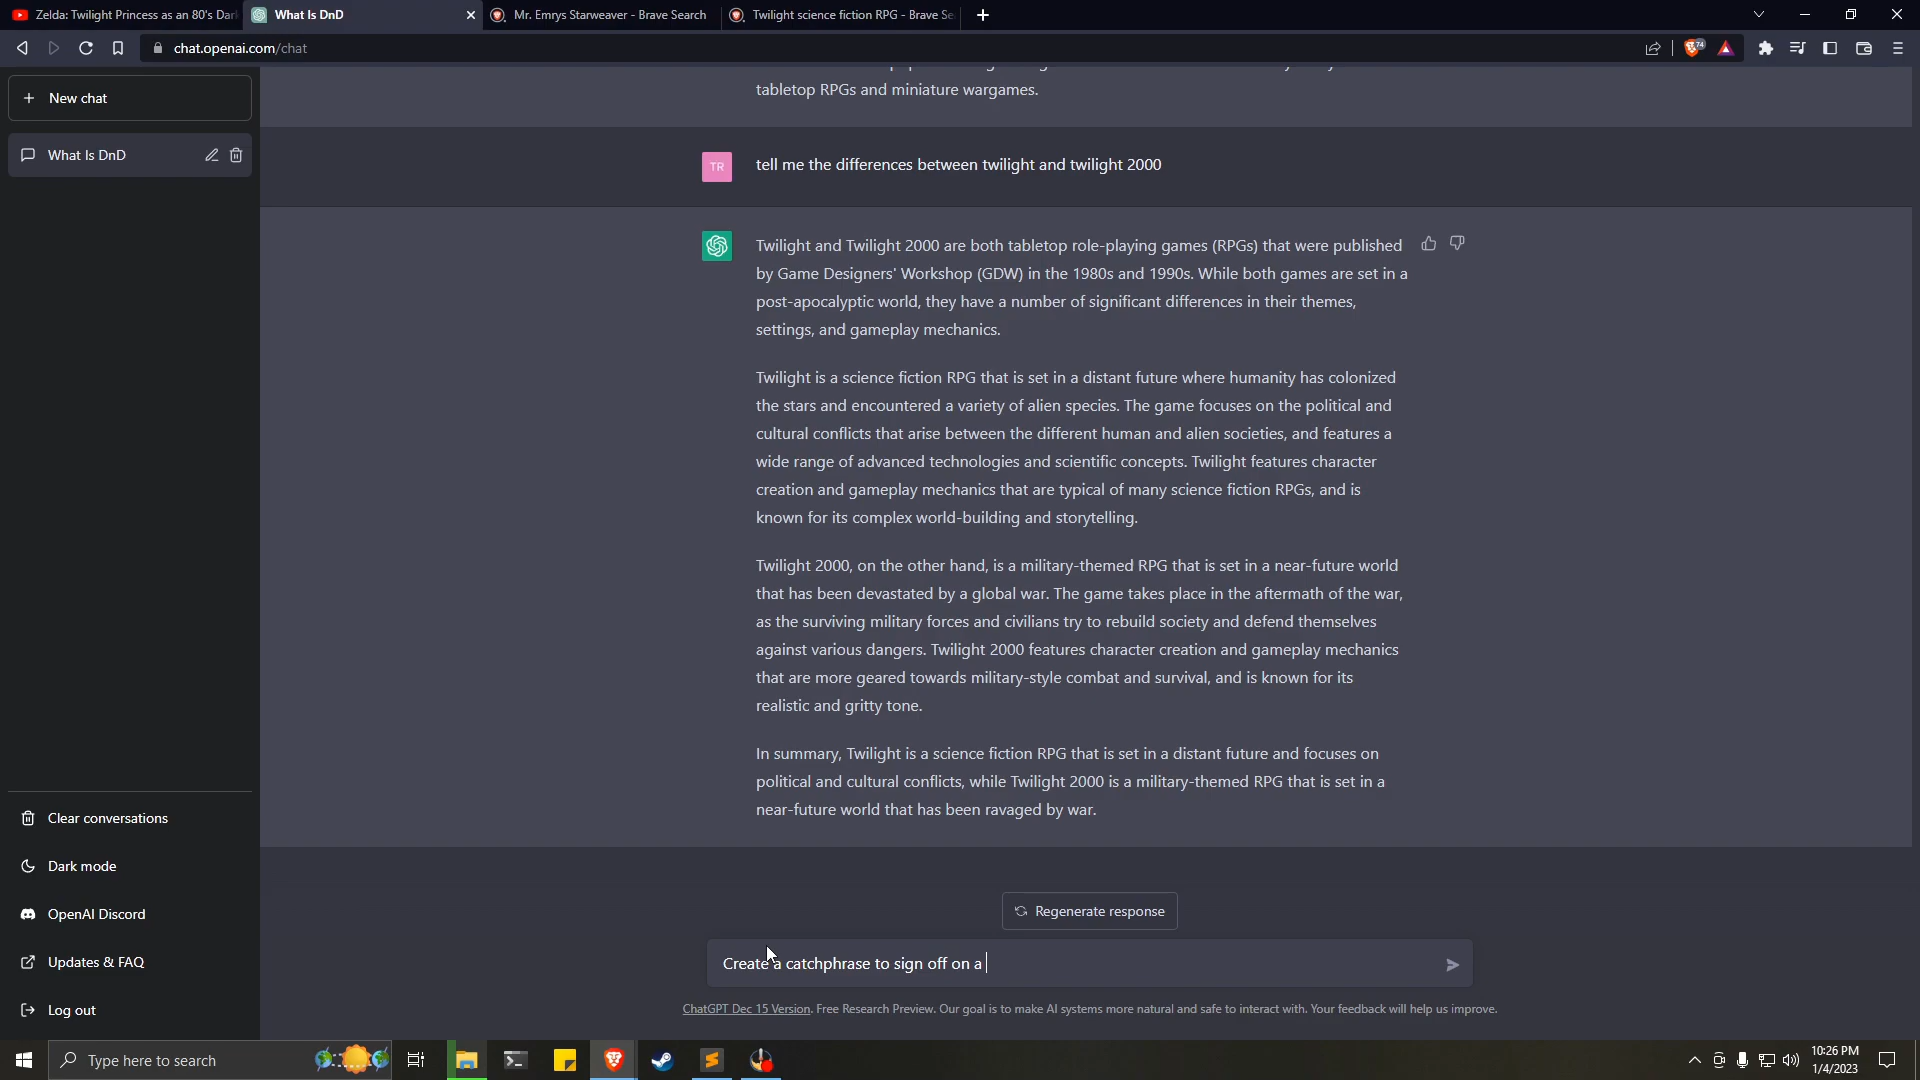 Zelda: Twilight Princess as an 80's Dar
What Is DnD
Mr. Emrys Starweaver - Brave Search
Twilight science fiction RPG - Brave Se
chat.openai.com/chat
74
New chat
What Is DnD
tabletop RPGs and miniature wargames.
TR
tell me the differences between twilight and twilight 2000
Twilight and Twilight 2000 are both tabletop role-playing games (RPGs) that were published
by Game Designers' Workshop (GDW) in the 1980s and 1990s. While both games are set in a
post-apocalyptic world, they have a number of significant differences in their themes,
settings, and gameplay mechanics.
Twilight is a science fiction RPG that is set in a distant future where humanity has colonized
the stars and encountered a variety of alien species. The game focuses on the political and
cultural conflicts that arise between the different human and alien societies, and features a
wide range of advanced technologies and scientific concepts. Twilight features character
creation and gameplay mechanics that are typical of many science fiction RPGs, and is
known for its complex world-building and storytelling.
Twilight 2000, on the other hand, is a military-themed RPG that is set in a near-future world
that has been devastated by a global war. The game takes place in the aftermath of the war,
as the surviving military forces and civilians try to rebuild society and defend themselves
against various dangers. Twilight 2000 features character creation and gameplay mechanics
that are more geared towards military-style combat and survival, and is known for its
realistic and gritty tone.
In summary, Twilight is a science fiction RPG that is set in a distant future and focuses on
political and cultural conflicts, while Twilight 2000 is a military-themed RPG that is set in a
near-future world that has been ravaged by war.
Clear conversations
Dark mode
OpenAI Discord
Updates & FAQ
Log out
Regenerate response
Create a catchphrase to sign off on a
ChatGPT Dec 15 Version. Free Research Preview. Our goal is to make AI systems more natural and safe to interact with. Your feedback will help us improve.
Type here to search
10:26 PM
1/4/2023